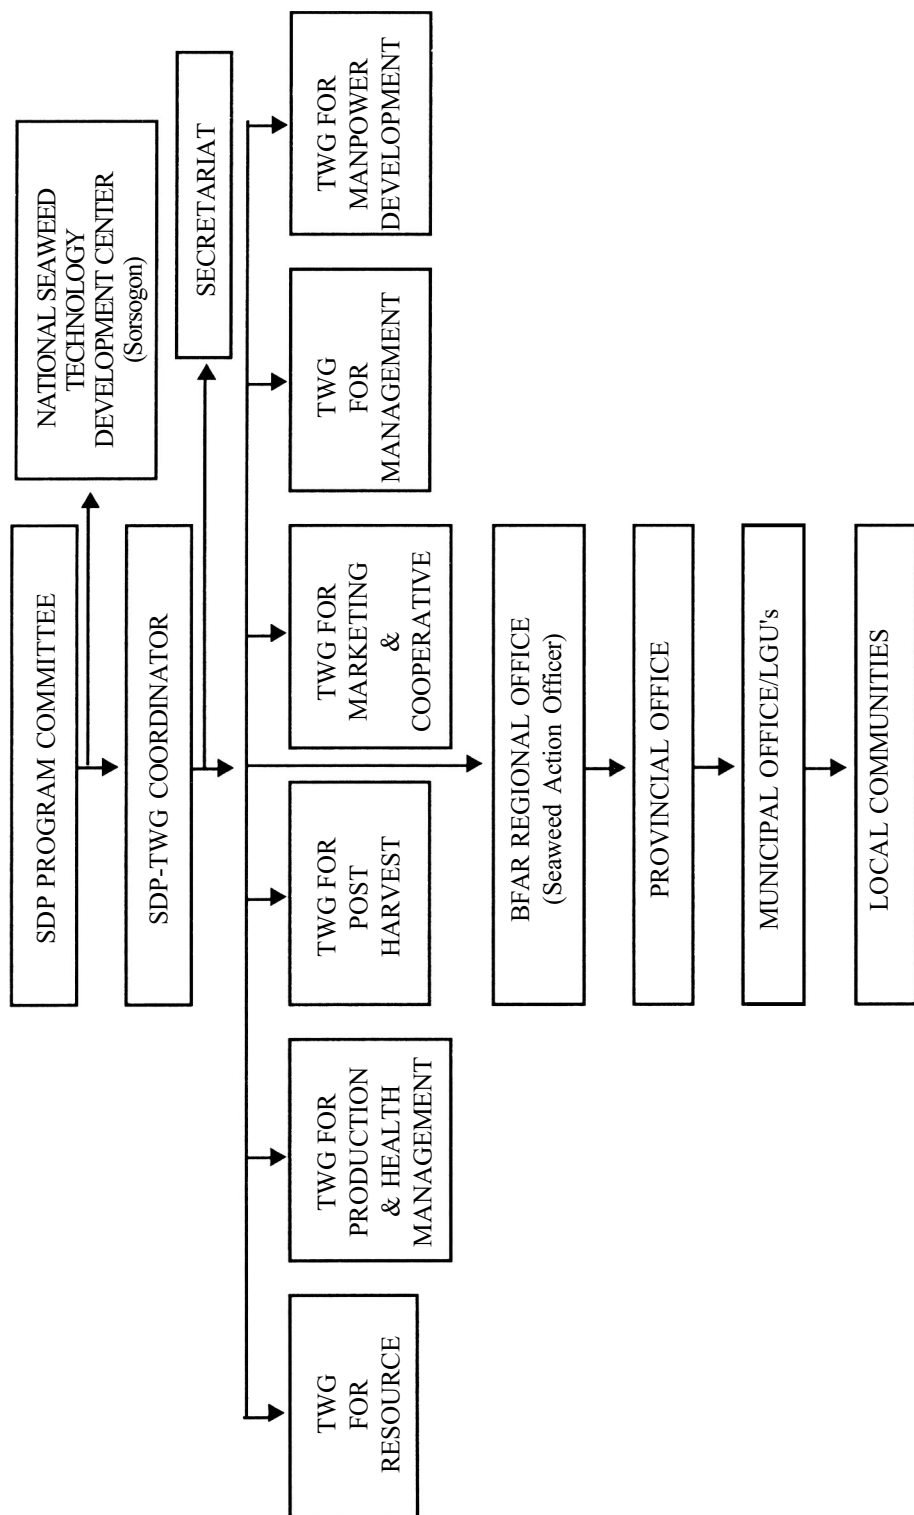 SDP PROGRAM COMMITTEE
NATIONAL SEAWEED
TECHNOLOGY
DEVELOPMENT CENTER
(Sorsogon)
SDP-TWG COORDINATOR
SECRETARIAT
TWG
FOR
RESOURCE
TWG FOR
PRODUCTION
& HEALTH
MANAGEMENT
TWG FOR
POST
HARVEST
TWG FOR
MARKETING
&
COOPERATIVE
TWG
FOR
MANAGEMENT
TWG FOR
MANPOWER
DEVELOPMENT
BFAR REGIONAL OFFICE
(Seaweed Action Officer)
PROVINCIAL OFFICE
MUNICIPAL OFFICE/LGU's
LOCAL COMMUNITIES